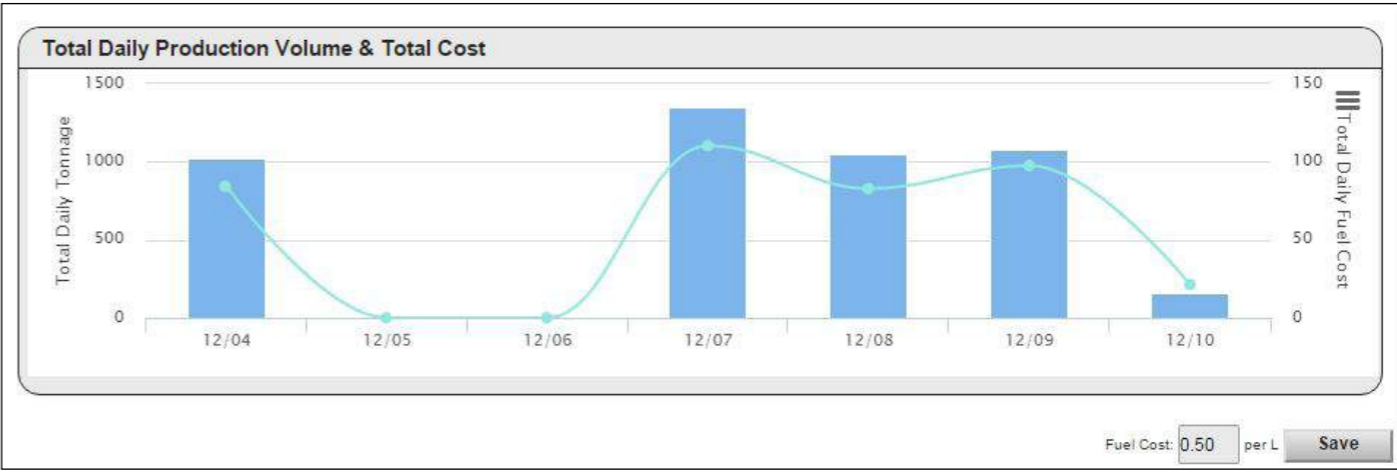 Total Daily Production Volume & Total Cost
Total Daily Tonnage
1500
1000
500
0
150
100
50
0
Total Daily Fuel Cost
12/04 12/05 12/06 12/07 12/08 12/09 12/10
Fuel Cost: 0.50 per L Save